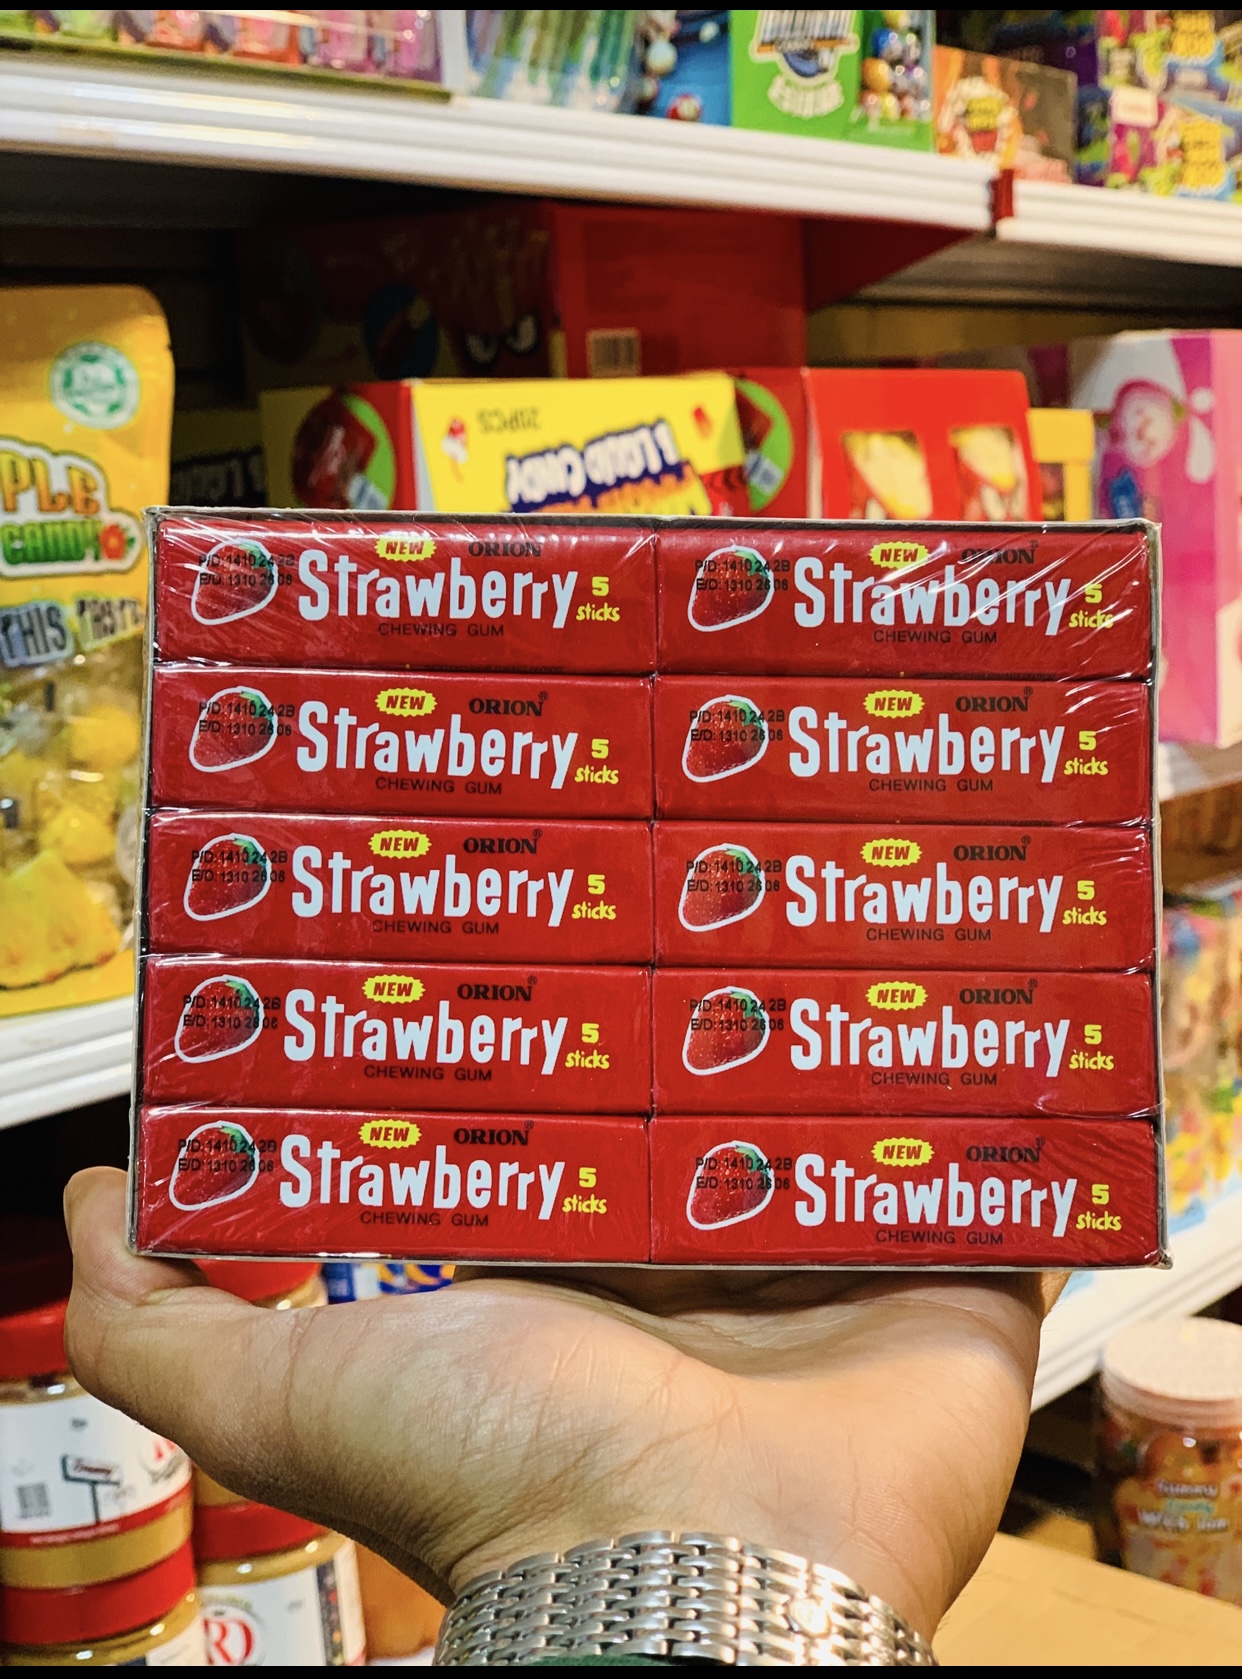 20PCS
PLE
CANDY
THIS
NEW ORION®
P/D:1410 24 2B
E/D: 1310 26 06
Strawberry 5
sticks
CHEWING GUM
NEW ORION®
P/D:1410 24 2B
E/D: 1310 26 06
Strawberry 5
sticks
CHEWING GUM
NEW ORION®
P/D:1410 24 2B
E/D: 1310 26 06
Strawberry 5
sticks
CHEWING GUM
NEW ORION®
P/D:1410 24 2B
E/D: 1310 26 06
Strawberry 5
sticks
CHEWING GUM
NEW ORION®
P/D:1410 24 2B
E/D: 1310 26 06
Strawberry 5
sticks
CHEWING GUM
NEW ORION®
P/D:1410 24 2B
E/D: 1310 26 06
Strawberry 5
sticks
CHEWING GUM
NEW ORION®
P/D:1410 24 2B
E/D: 1310 26 06
Strawberry 5
sticks
CHEWING GUM
NEW ORION®
P/D:1410 24 2B
E/D: 1310 26 06
Strawberry 5
sticks
CHEWING GUM
NEW ORION®
P/D:1410 24 2B
E/D: 1310 26 06
Strawberry 5
sticks
CHEWING GUM
NEW ORION®
P/D:1410 24 2B
E/D: 1310 26 06
Strawberry 5
sticks
CHEWING GUM